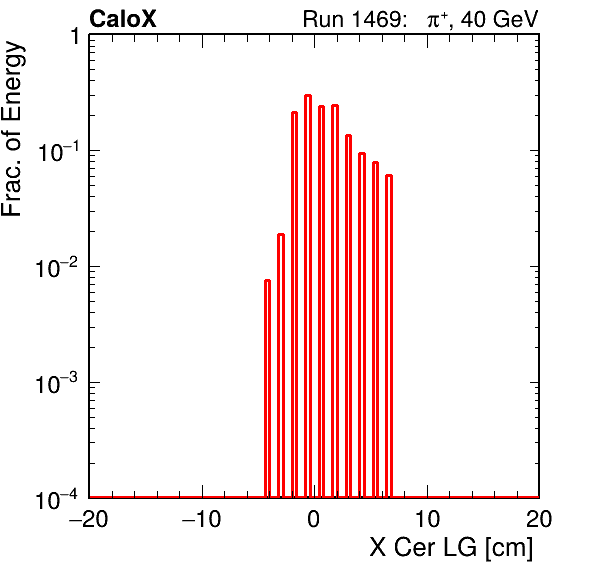 CaloX Run 1469: π⁺, 40 GeV
Frac. of Energy
1
10⁻¹
10⁻²
10⁻³
10⁻⁴
−20 −10 0 10 20
X Cer LG [cm]